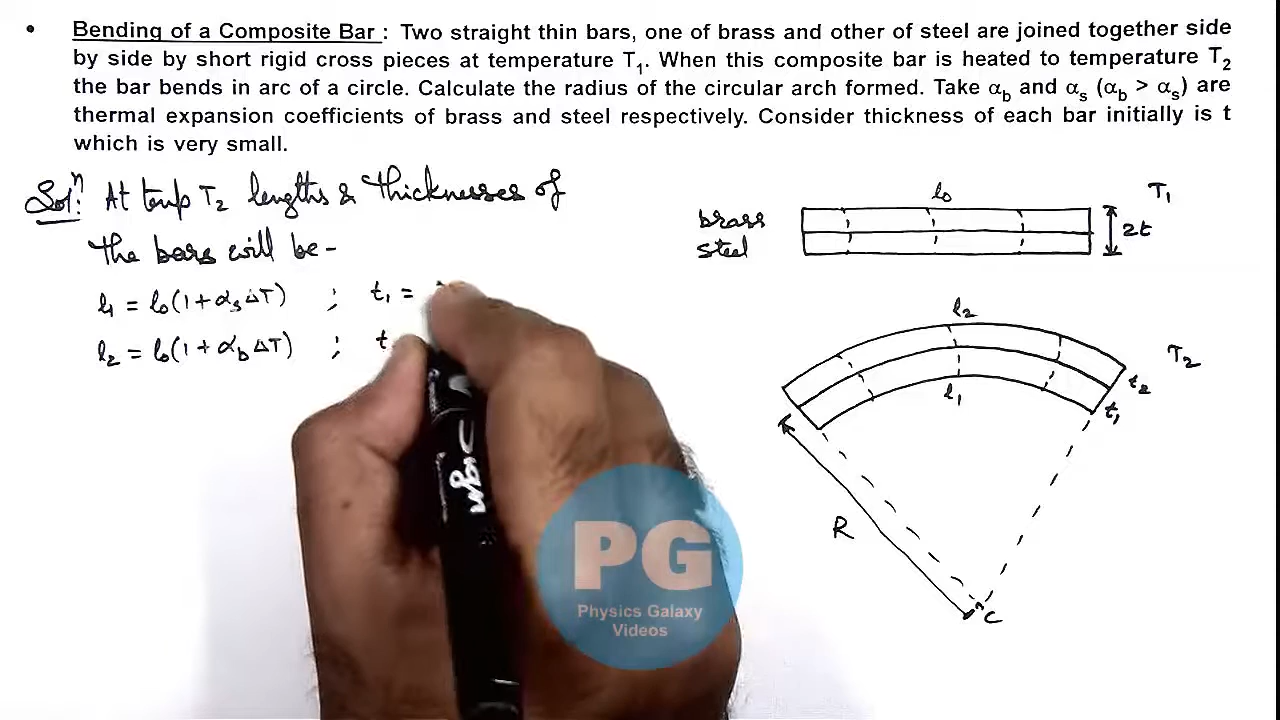 • Bending of a Composite Bar : Two straight thin bars, one of brass and other of steel are joined together side
by side by short rigid cross pieces at temperature T₁. When this composite bar is heated to temperature T₂
the bar bends in arc of a circle. Calculate the radius of the circular arch formed. Take αb and αs (αb > αs) are
thermal expansion coefficients of brass and steel respectively. Consider thickness of each bar initially is t
which is very small.
Solⁿ: At temp T₂ lengths & thicknesses of
the bars will be -
l₁ = l₀(1+αsΔT) ; t₁ =
l₂ = l₀(1+αbΔT) ; t
l₀
T₁
brass
steel
2t
l₂
T₂
l₁
t₂
t₁
R
C
PG
Physics Galaxy
Videos